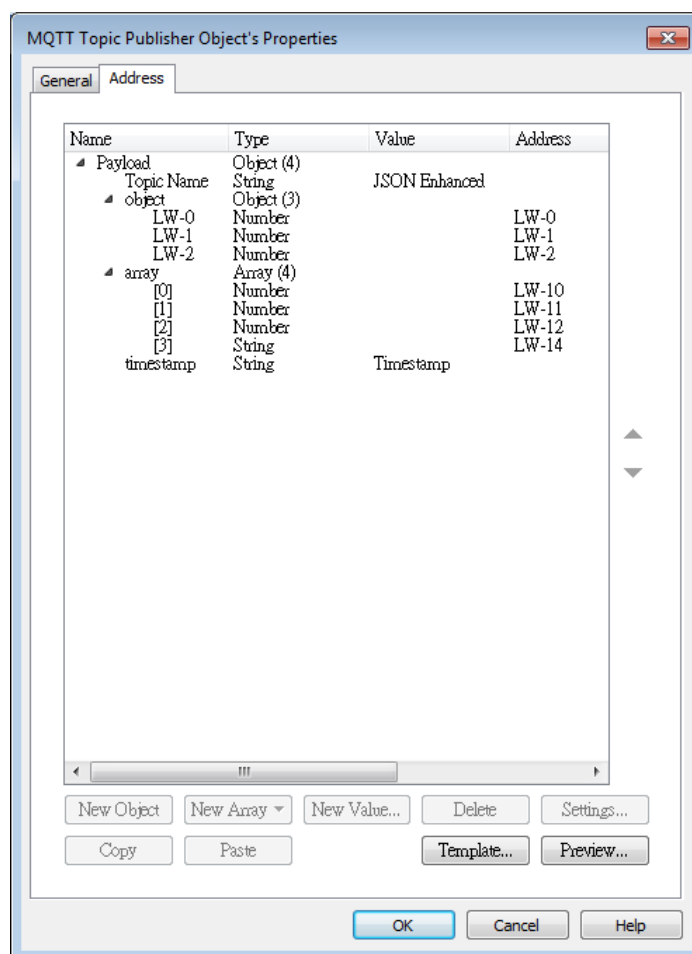 MQTT Topic Publisher Object's Properties
General Address
Name Type Value Address
Payload Object (4)
Topic Name String JSON Enhanced
object Object (3)
LW-0 Number LW-0
LW-1 Number LW-1
LW-2 Number LW-2
array Array (4)
[0] Number LW-10
[1] Number LW-11
[2] Number LW-12
[3] String LW-14
timestamp String Timestamp
New Object New Array New Value... Delete Settings...
Copy Paste Template... Preview...
OK Cancel Help